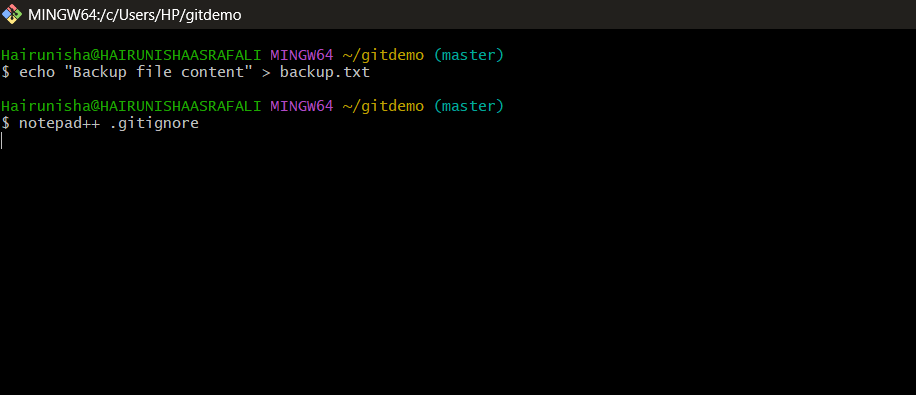 MINGW64:/c/Users/HP/gitdemo
Hairunisha@HAIRUNISHAASRAFALI MINGW64 ~/gitdemo (master)
$ echo "Backup file content" > backup.txt
Hairunisha@HAIRUNISHAASRAFALI MINGW64 ~/gitdemo (master)
$ notepad++ .gitignore